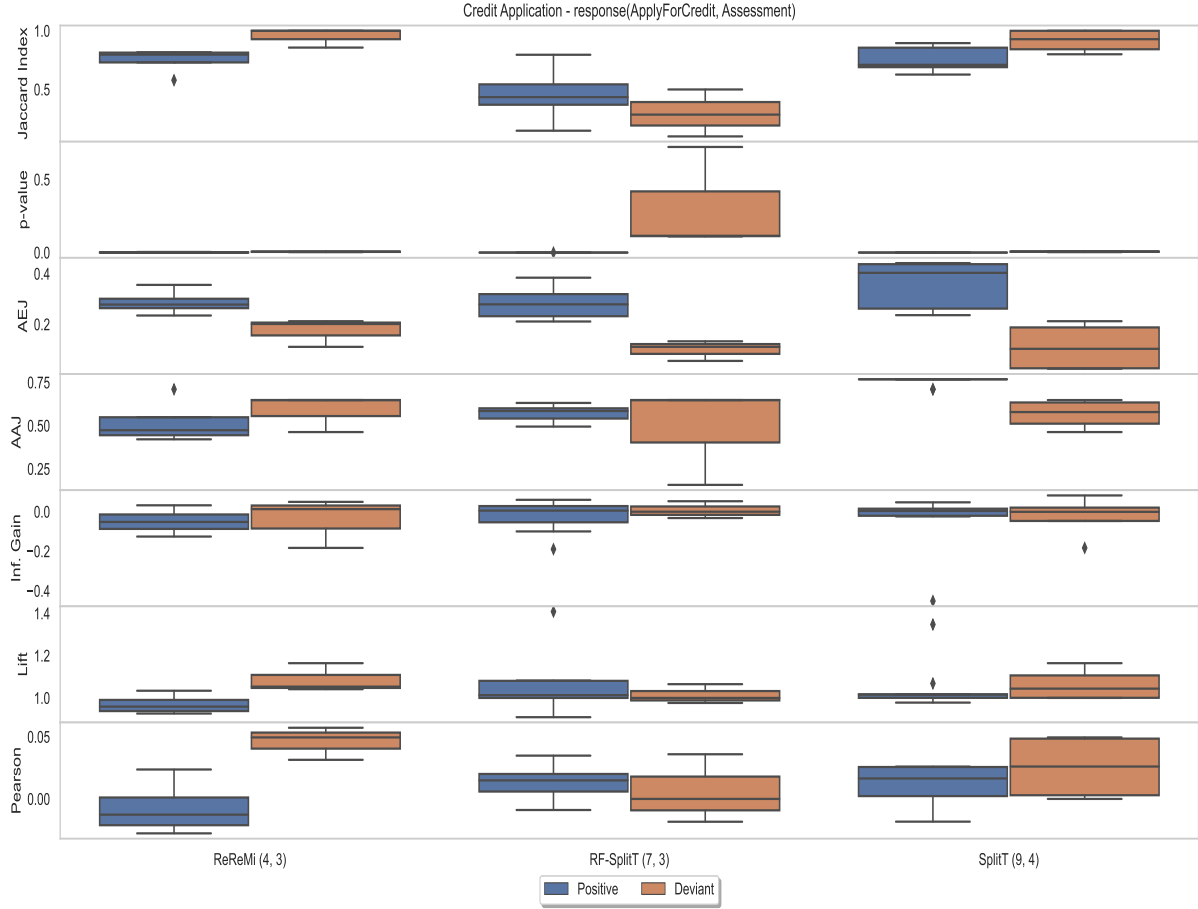 Credit Application - response(ApplyForCredit, Assessment)
Jaccard Index
1.0
0.5
p-value
0.5
0.0
AEJ
0.4
0.2
AAJ
0.75
0.50
0.25
Inf. Gain
0.0
−0.2
−0.4
Lift
1.4
1.2
1.0
Pearson
0.05
0.00
ReReMi (4, 3) RF-SplitT (7, 3) SplitT (9, 4)
Positive Deviant